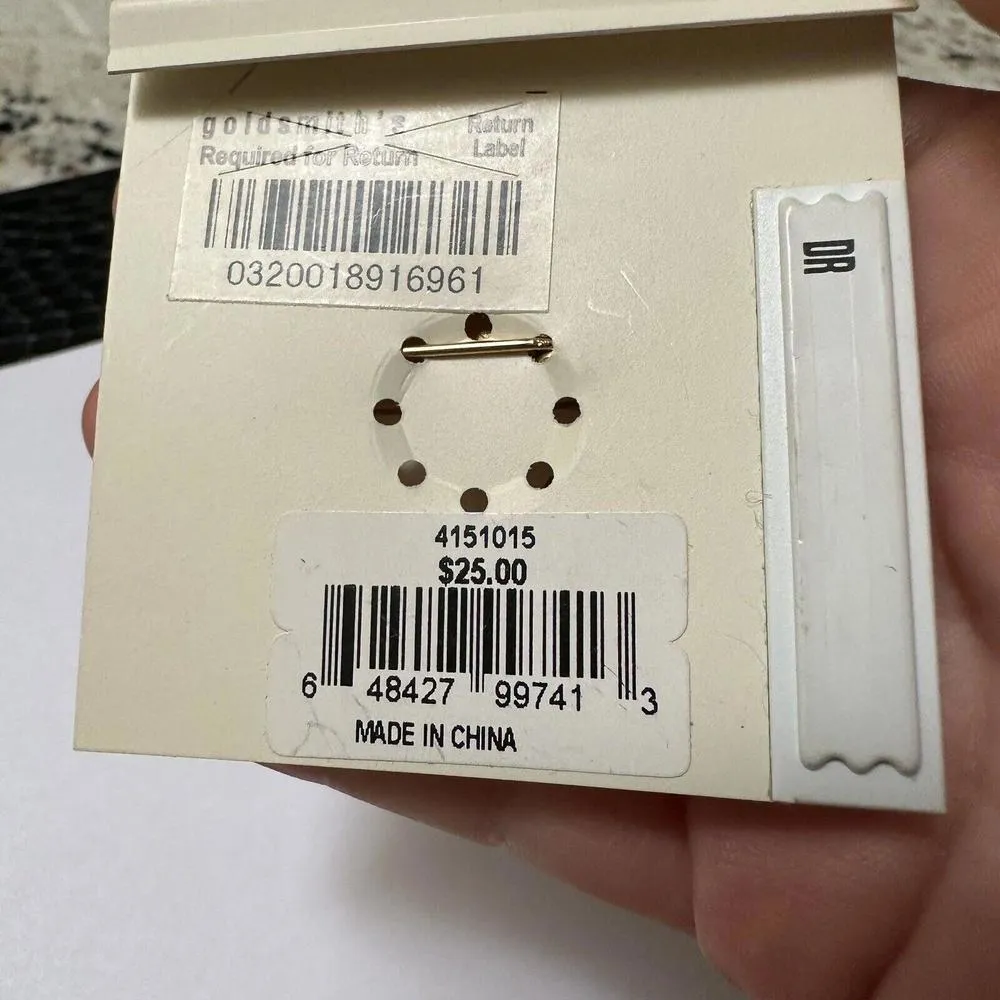 goldsmith's Return
Required for Return Label
0320018916961
DR
4151015
$25.00
6 48427 99741 3
MADE IN CHINA